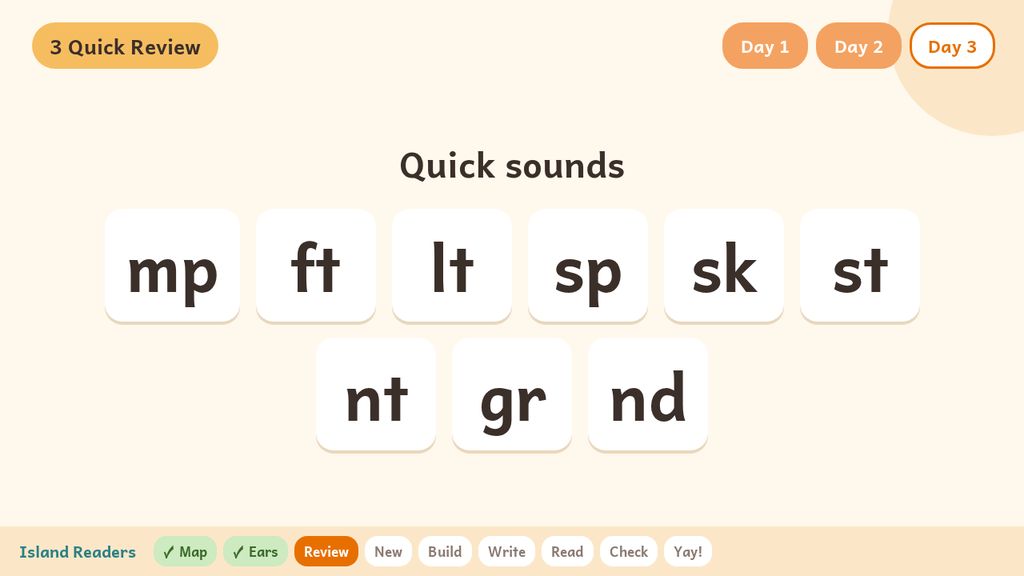 3 Quick Review
Day 1 Day 2 Day 3
Quick sounds
mp ft lt sp sk st
nt gr nd
Island Readers ✓ Map ✓ Ears Review New Build Write Read Check Yay!